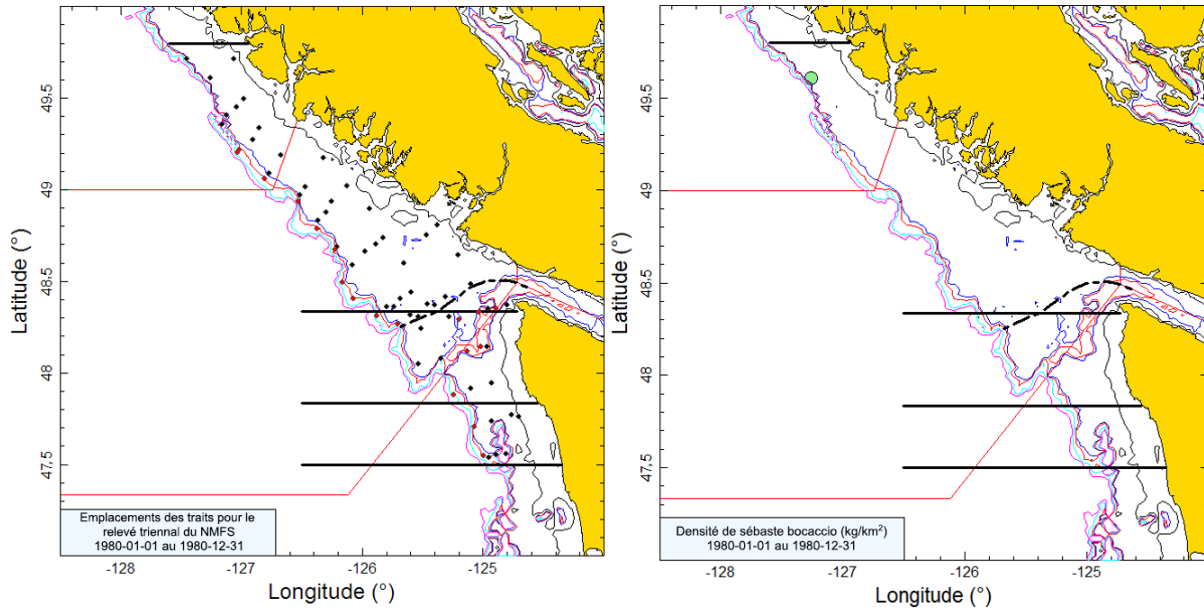 Latitude (°)
49.5
49
48.5
48
47.5
Emplacements des traits pour le
relevé triennal du NMFS
1980-01-01 au 1980-12-31
-128
-127
-126
-125
Longitude (°)
Latitude (°)
49.5
49
48.5
48
47.5
Densité de sébaste bocaccio (kg/km²)
1980-01-01 au 1980-12-31
-128
-127
-126
-125
Longitude (°)